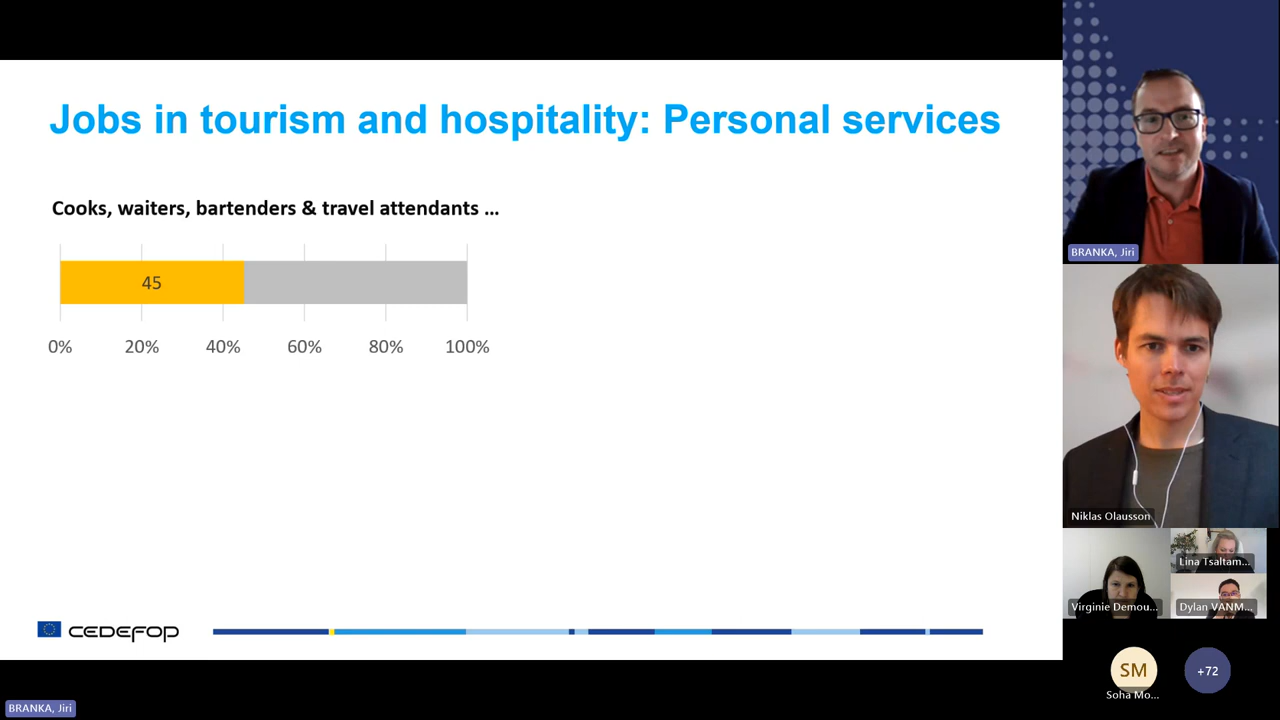 Jobs in tourism and hospitality: Personal services
Cooks, waiters, bartenders & travel attendants ...
45
0% 20% 40% 60% 80% 100%
CEDEFOP
BRANKA, Jiri
BRANKA, Jiri
Niklas Olausson
Virginie Demou...
Lina Tsaltam...
Dylan VANM...
SM
Soha Mo...
+72